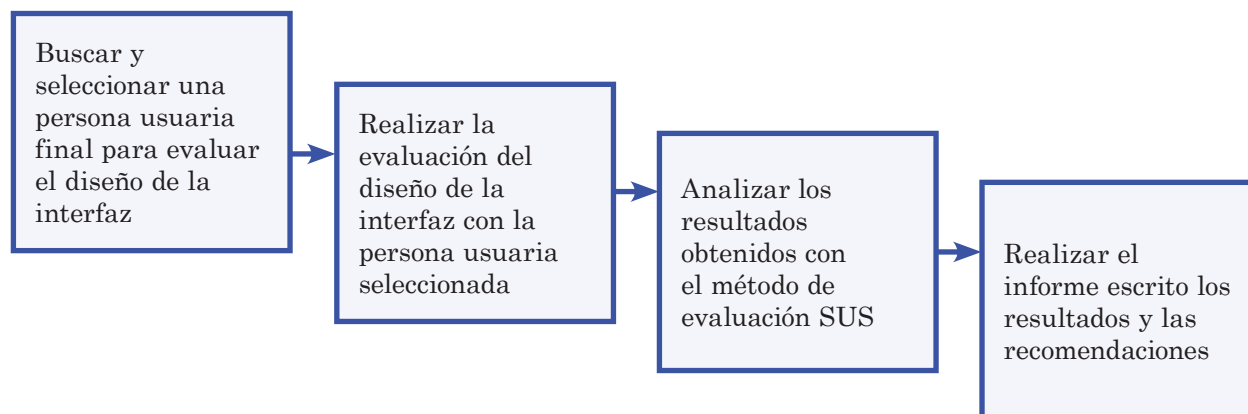 Buscar y
seleccionar una
persona usuaria
final para evaluar
el diseño de la
interfaz
Realizar la
evaluación del
diseño de la
interfaz con la
persona usuaria
seleccionada
Analizar los
resultados
obtenidos con
el método de
evaluación SUS
Realizar el
informe escrito los
resultados y las
recomendaciones